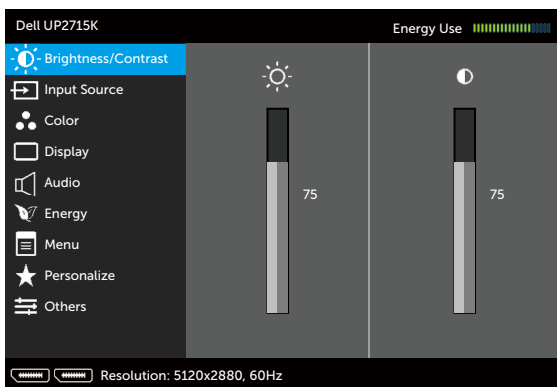 Dell UP2715K
Energy Use
Brightness/Contrast
Input Source
Color
Display
Audio
Energy
Menu
Personalize
Others
75
75
Resolution: 5120x2880, 60Hz